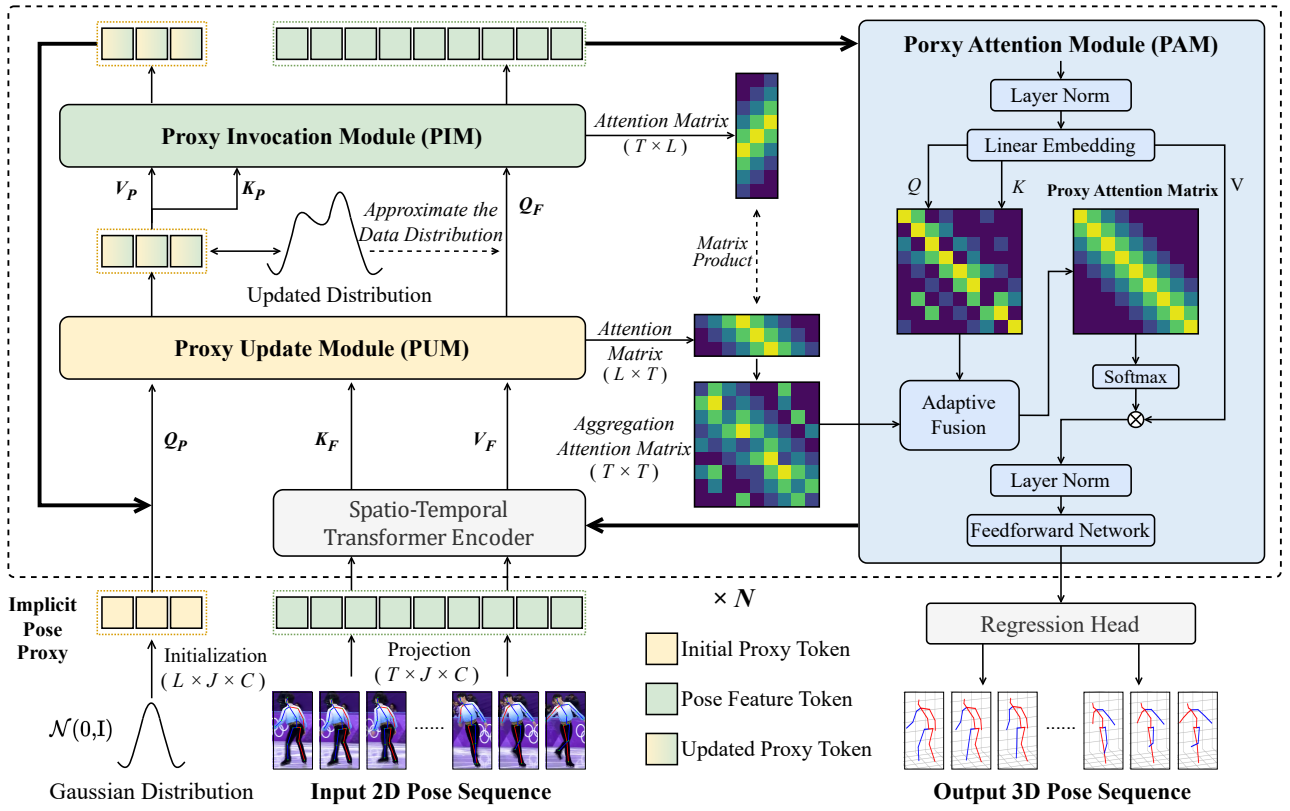 Proxy Invocation Module (PIM)
Attention Matrix
( T × L )
V_P
K_P
Q_F
Approximate the
Data Distribution
Updated Distribution
Matrix
Product
Proxy Update Module (PUM)
Attention
Matrix
( L × T )
Aggregation
Attention Matrix
( T × T )
Q_P
K_F
V_F
Spatio-Temporal
Transformer Encoder
Porxy Attention Module (PAM)
Layer Norm
Linear Embedding
Q
K
V
Proxy Attention Matrix
Adaptive
Fusion
Softmax
Layer Norm
Feedforward Network
× N
Implicit
Pose
Proxy
Initialization
( L × J × C )
Projection
( T × J × C )
N(0,I)
Gaussian Distribution
......
Input 2D Pose Sequence
Initial Proxy Token
Pose Feature Token
Updated Proxy Token
Regression Head
......
Output 3D Pose Sequence